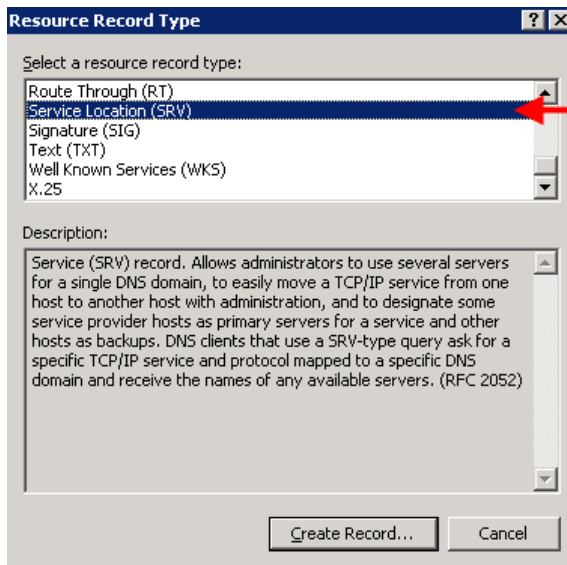 Resource Record Type
Select a resource record type:
Route Through (RT)
Service Location (SRV)
Signature (SIG)
Text (TXT)
Well Known Services (WKS)
X.25
Description:
Service (SRV) record. Allows administrators to use several servers
for a single DNS domain, to easily move a TCP/IP service from one
host to another host with administration, and to designate some
service provider hosts as primary servers for a service and other
hosts as backups. DNS clients that use a SRV-type query ask for a
specific TCP/IP service and protocol mapped to a specific DNS
domain and receive the names of any available servers. (RFC 2052)
Create Record... Cancel